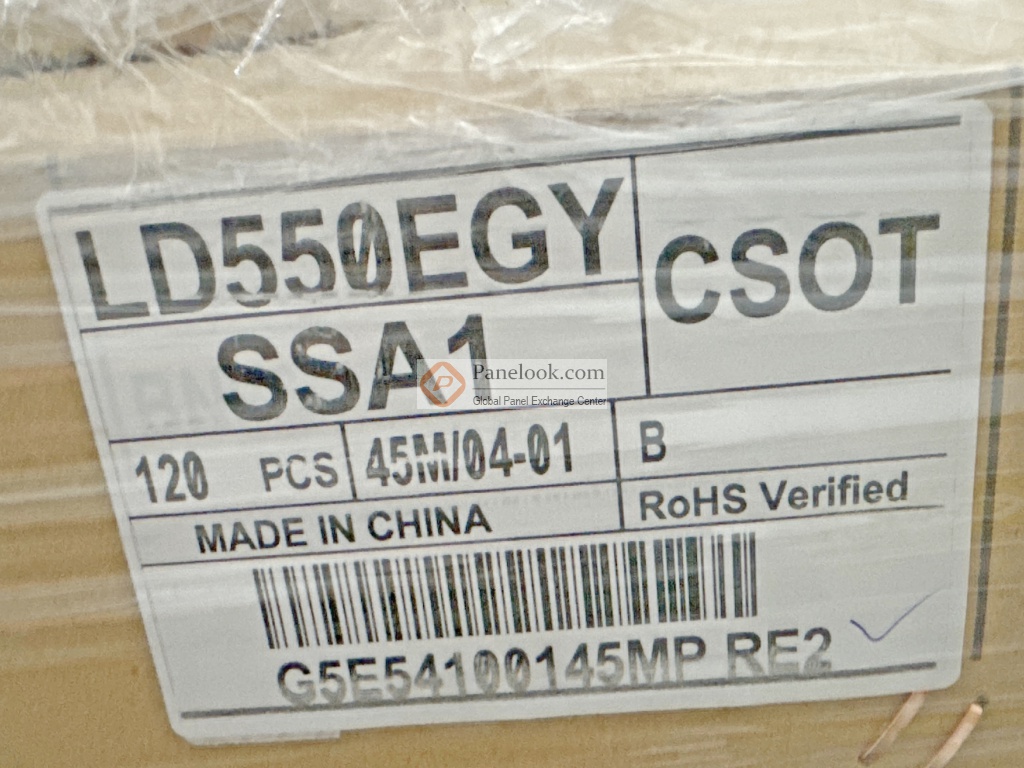 LD550EGY
CSOT
SSA1
Panelook.com
Global Panel Exchange Center
120 PCS
45M/04-01
B
MADE IN CHINA
RoHS Verified
G5E54100145MP RE2